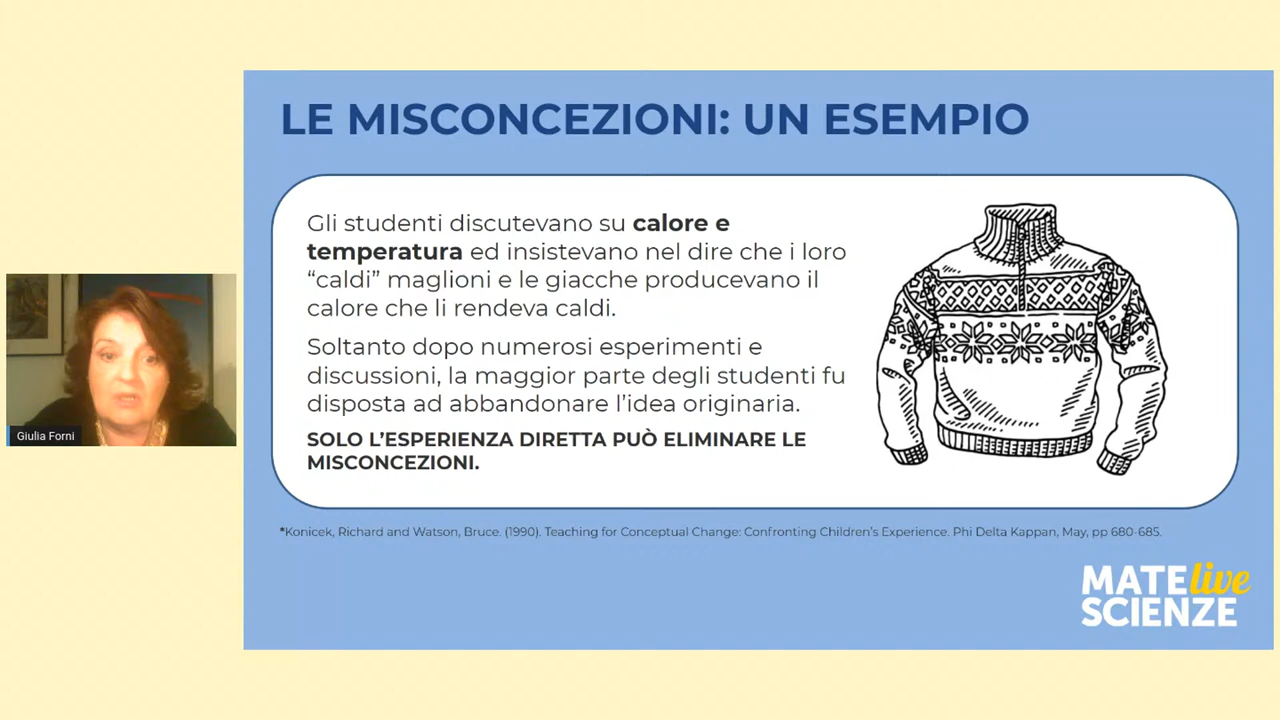 LE MISCONCEZIONI: UN ESEMPIO
Gli studenti discutevano su calore e
temperatura ed insistevano nel dire che i loro
“caldi” maglioni e le giacche producevano il
calore che li rendeva caldi.
Soltanto dopo numerosi esperimenti e
discussioni, la maggior parte degli studenti fu
disposta ad abbandonare l’idea originaria.
SOLO L’ESPERIENZA DIRETTA PUÒ ELIMINARE LE
MISCONCEZIONI.
Giulia Forni
*Konicek, Richard and Watson, Bruce. (1990). Teaching for Conceptual Change: Confronting Children’s Experience. Phi Delta Kappan, May, pp 680-685.
MATE live
SCIENZE